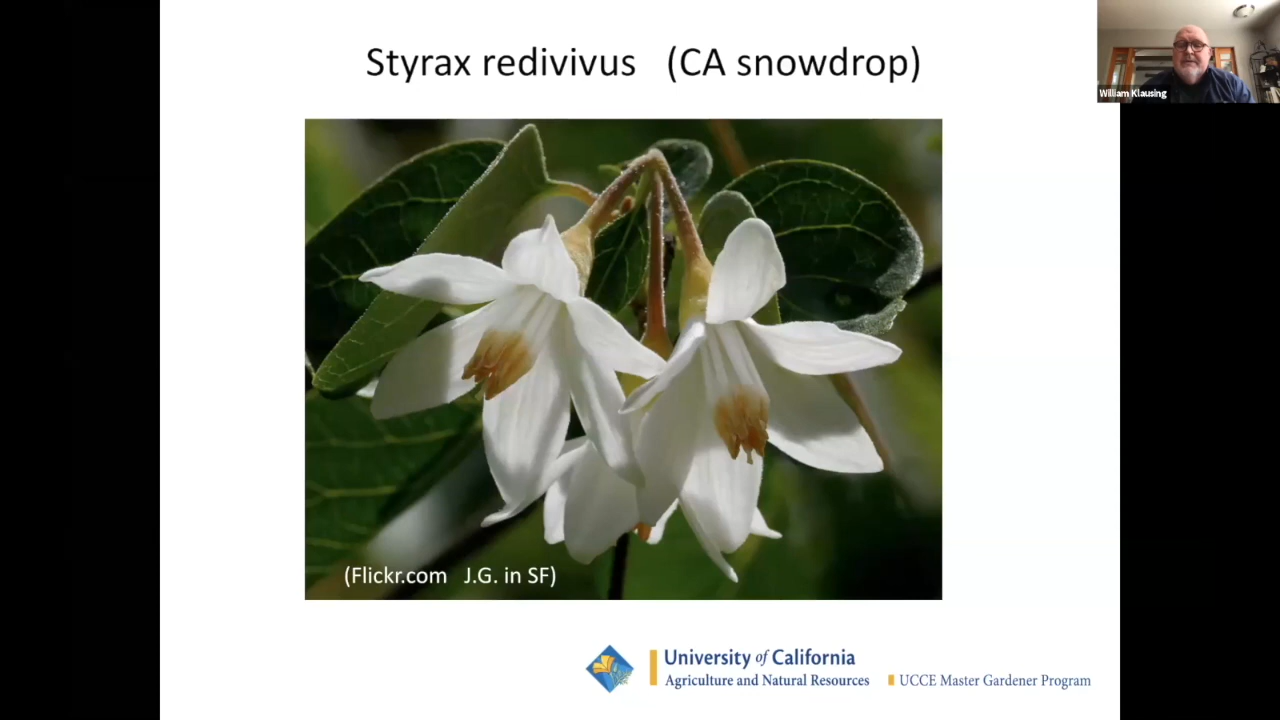 Styrax redivivus (CA snowdrop)
William Klausing
(Flickr.com J.G. in SF)
University of California
Agriculture and Natural Resources
UCCE Master Gardener Program